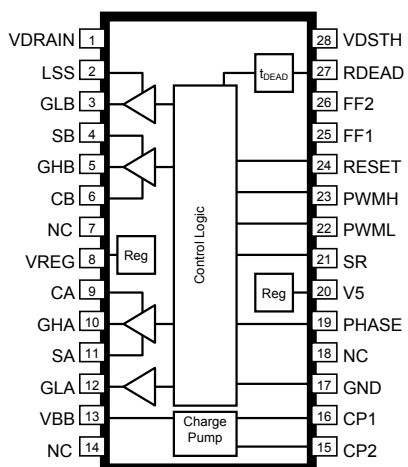 VDRAIN 1
LSS 2
GLB 3
SB 4
GHB 5
CB 6
NC 7
VREG 8
CA 9
GHA 10
SA 11
GLA 12
VBB 13
NC 14
Reg
Control Logic
tDEAD
Reg
Charge
Pump
28 VDSTH
27 RDEAD
26 FF2
25 FF1
24 RESET
23 PWMH
22 PWML
21 SR
20 V5
19 PHASE
18 NC
17 GND
16 CP1
15 CP2